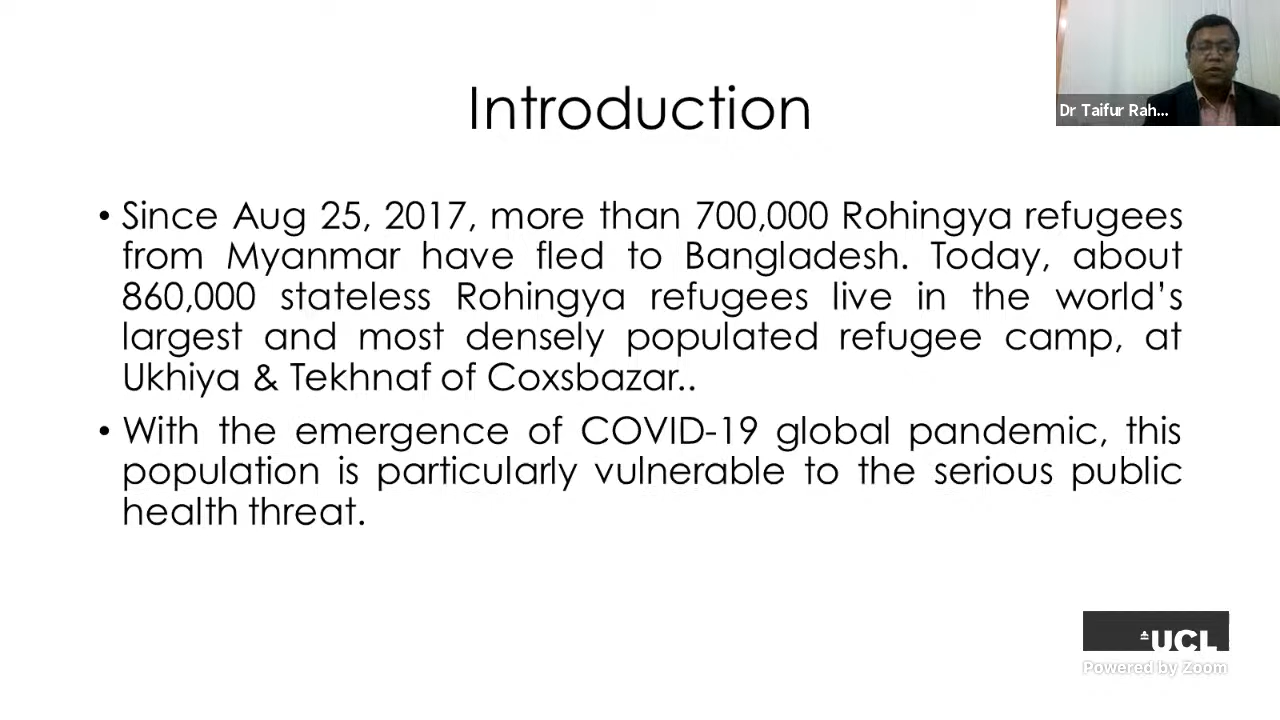 Introduction
Dr Taifur Rah...
• Since Aug 25, 2017, more than 700,000 Rohingya refugees
from Myanmar have fled to Bangladesh. Today, about
860,000 stateless Rohingya refugees live in the world’s
largest and most densely populated refugee camp, at
Ukhiya & Tekhnaf of Coxsbazar..
• With the emergence of COVID-19 global pandemic, this
population is particularly vulnerable to the serious public
health threat.
UCL
Powered by Zoom